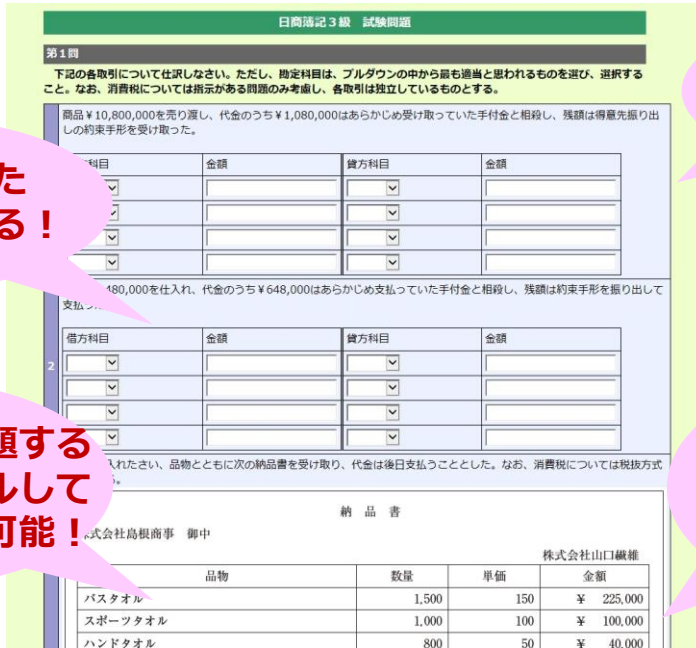 日商簿記3級 試験問題
第1問
下記の各取引について仕訳しなさい。ただし、勘定科目は、プルダウンの中から最も適当と思われるものを選び、選択する
こと。なお、消費税については指示がある問題のみ考慮し、各取引は独立しているものとする。
商品¥10,800,000を売り渡し、代金のうち¥1,080,000はあらかじめ受け取っていた手付金と相殺し、残額は得意先振り出
しの約束手形を受け取った。
科目 金額 貸方科目 金額
た
る！
480,000を仕入れ、代金のうち¥648,000はあらかじめ支払っていた手付金と相殺し、残額は約束手形を振り出して
支払
借方科目 金額 貸方科目 金額
2
題する
ルして
可能！
入れたさい、品物とともに次の納品書を受け取り、代金は後日支払うこととした。なお、消費税については税抜方式
納 品 書
式会社島根商事 御中
株式会社山口繊維
品物 数量 単価 金額
バスタオル 1,500 150 ¥ 225,000
スポーツタオル 1,000 100 ¥ 100,000
ハンドタオル 800 50 ¥ 40,000